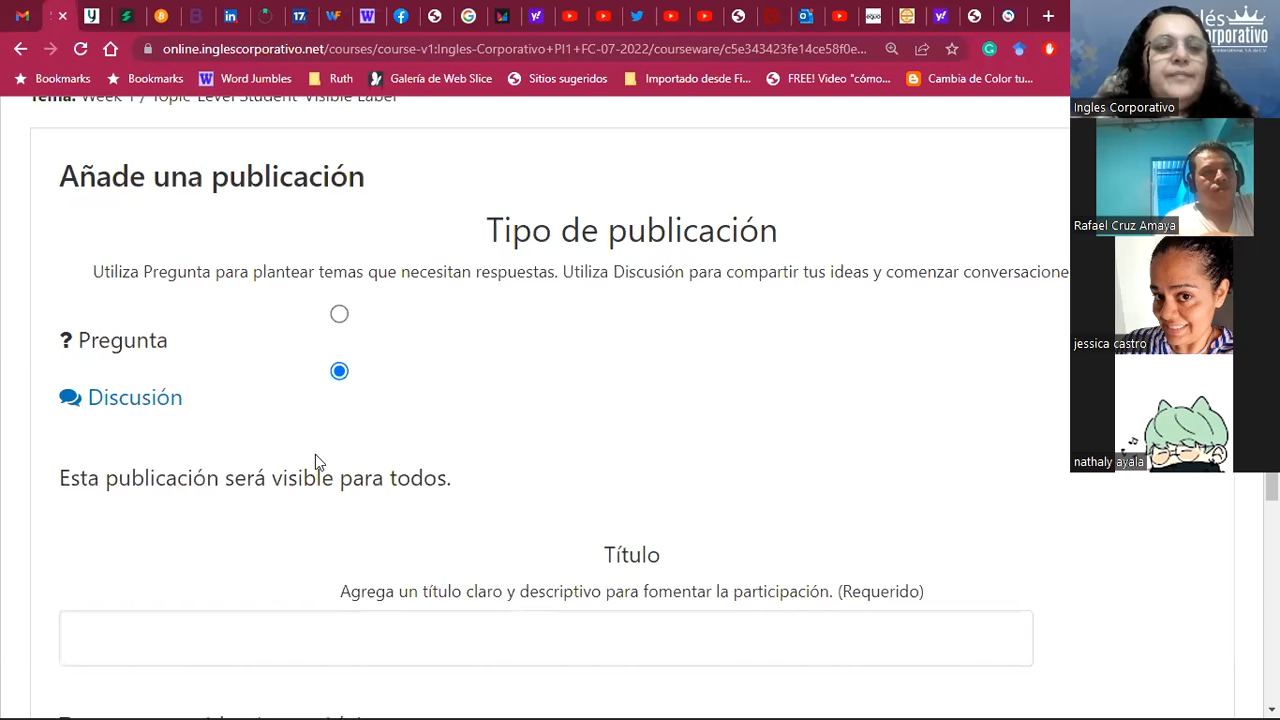 online.inglescorporativo.net/courses/course-v1:Ingles-Corporativo+PI1+FC-07-2022/courseware/c5e343423fe14ce58f0e...
Bookmarks Bookmarks Word Jumbles Ruth Galería de Web Slice Sitios sugeridos Importado desde Fi... FREE! Video "cómo... Cambia de Color tu...
Tema: Week 1 / Topic-Level Student-Visible Label
Añade una publicación
Tipo de publicación
Utiliza Pregunta para plantear temas que necesitan respuestas. Utiliza Discusión para compartir tus ideas y comenzar conversacione
? Pregunta
Discusión
Esta publicación será visible para todos.
Título
Agrega un título claro y descriptivo para fomentar la participación. (Requerido)
Ingles Corporativo
Rafael Cruz Amaya
jessica castro
nathaly ayala